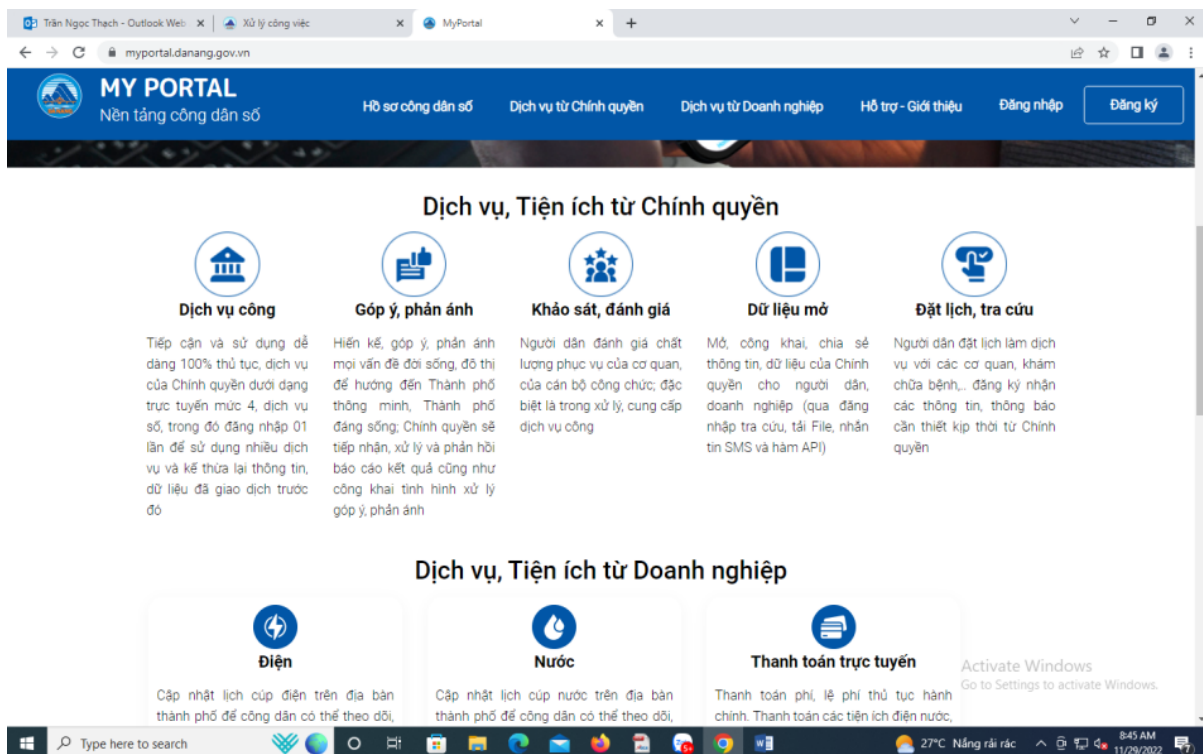 Trần Ngọc Thạch - Outlook Web
Xử lý công việc
MyPortal
myportal.danang.gov.vn
MY PORTAL
Nền tảng công dân số
Hồ sơ công dân số
Dịch vụ từ Chính quyền
Dịch vụ từ Doanh nghiệp
Hỗ trợ - Giới thiệu
Đăng nhập
Đăng ký
Dịch vụ, Tiện ích từ Chính quyền
Dịch vụ công
Tiếp cận và sử dụng dễ
dàng 100% thủ tục, dịch vụ
của Chính quyền dưới dạng
trực tuyến mức 4, dịch vụ
số, trong đó đăng nhập 01
lần để sử dụng nhiều dịch
vụ và kế thừa lại thông tin,
dữ liệu đã giao dịch trước
đó
Góp ý, phản ánh
Hiến kế, góp ý, phản ánh
mọi vấn đề đời sống, đô thị
để hướng đến Thành phố
thông minh, Thành phố
đáng sống; Chính quyền sẽ
tiếp nhận, xử lý và phản hồi
báo cáo kết quả cũng như
công khai tình hình xử lý
góp ý, phản ánh
Khảo sát, đánh giá
Người dân đánh giá chất
lượng phục vụ của cơ quan,
của cán bộ công chức; đặc
biệt là trong xử lý, cung cấp
dịch vụ công
Dữ liệu mở
Mở, công khai, chia sẻ
thông tin, dữ liệu của Chính
quyền cho người dân,
doanh nghiệp (qua đăng
nhập tra cứu, tải File, nhắn
tin SMS và hàm API)
Đặt lịch, tra cứu
Người dân đặt lịch làm dịch
vụ với các cơ quan, khám
chữa bệnh,.. đăng ký nhận
các thông tin, thông báo
cần thiết kịp thời từ Chính
quyền
Dịch vụ, Tiện ích từ Doanh nghiệp
Điện
Cập nhật lịch cúp điện trên địa bàn
thành phố để công dân có thể theo dõi,
Nước
Cập nhật lịch cúp nước trên địa bàn
thành phố để công dân có thể theo dõi,
Thanh toán trực tuyến
Thanh toán phí, lệ phí thủ tục hành
chính. Thanh toán các tiện ích điện nước,
Activate Windows
Go to Settings to activate Windows.
Type here to search
27°C Nắng rải rác
8:45 AM
11/29/2022